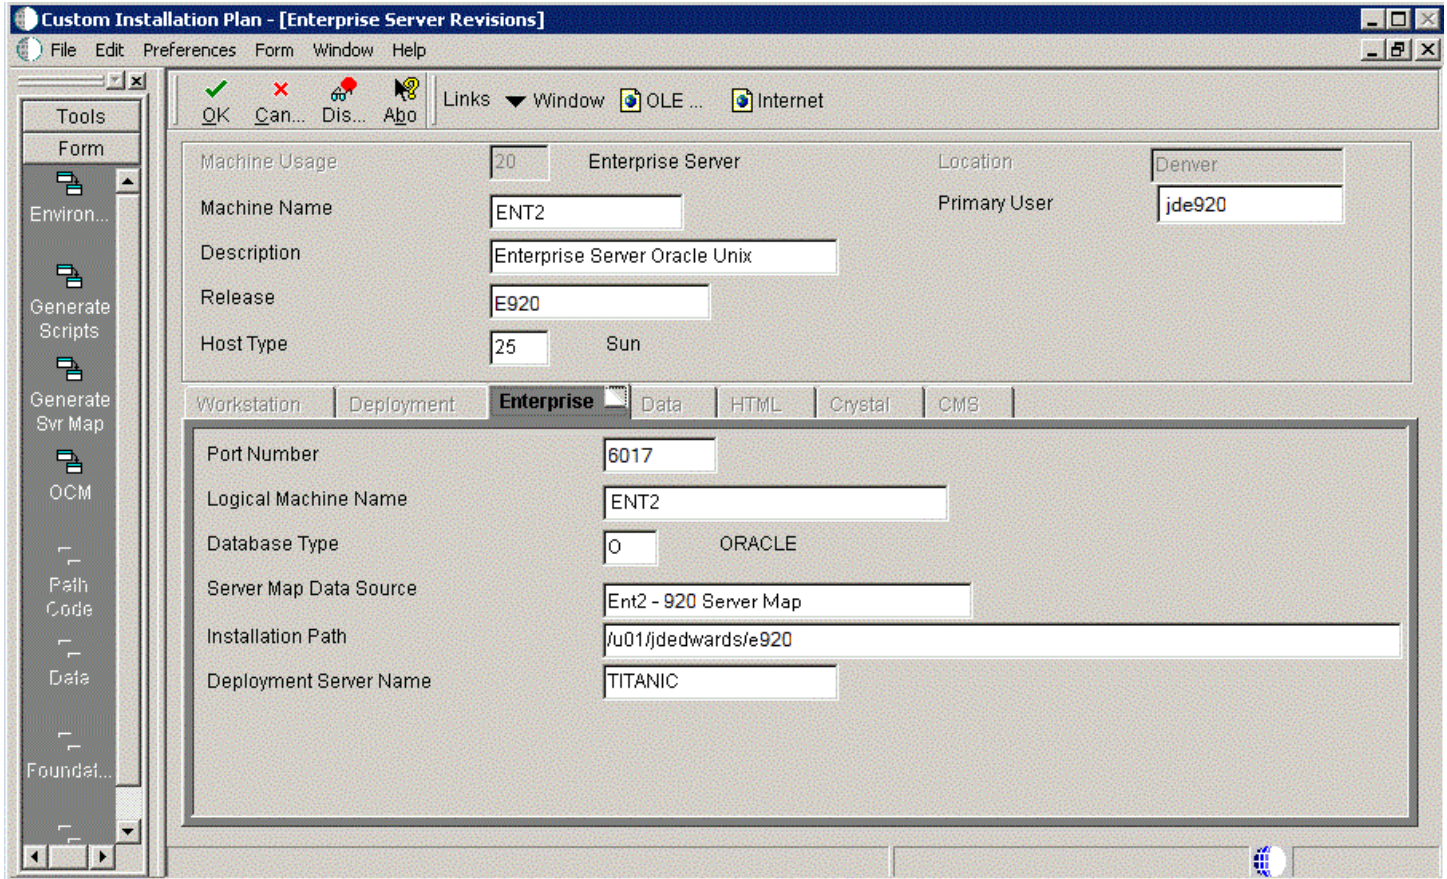 Custom Installation Plan - [Enterprise Server Revisions]
File Edit Preferences Form Window Help
OK Can... Dis... Abo Links Window OLE ... Internet
Tools
Form
Environ...
Generate
Scripts
Generate
Svr Map
OCM
Path
Code
Data
Foundat...
Machine Usage 20 Enterprise Server Location Denver
Machine Name ENT2 Primary User jde920
Description Enterprise Server Oracle Unix
Release E920
Host Type 25 Sun
Workstation Deployment Enterprise Data HTML Crystal CMS
Port Number 6017
Logical Machine Name ENT2
Database Type O ORACLE
Server Map Data Source Ent2 - 920 Server Map
Installation Path /u01/jdedwards/e920
Deployment Server Name TITANIC